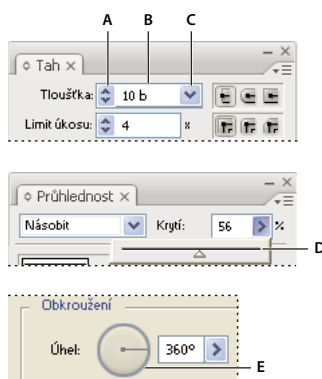 A B C
Tah
Tloušťka: 10 b
Limit úkosu: 4 x
Průhlednost
Násobit Krytí: 56 %
D
Obkroužení
Úhel: 360°
E